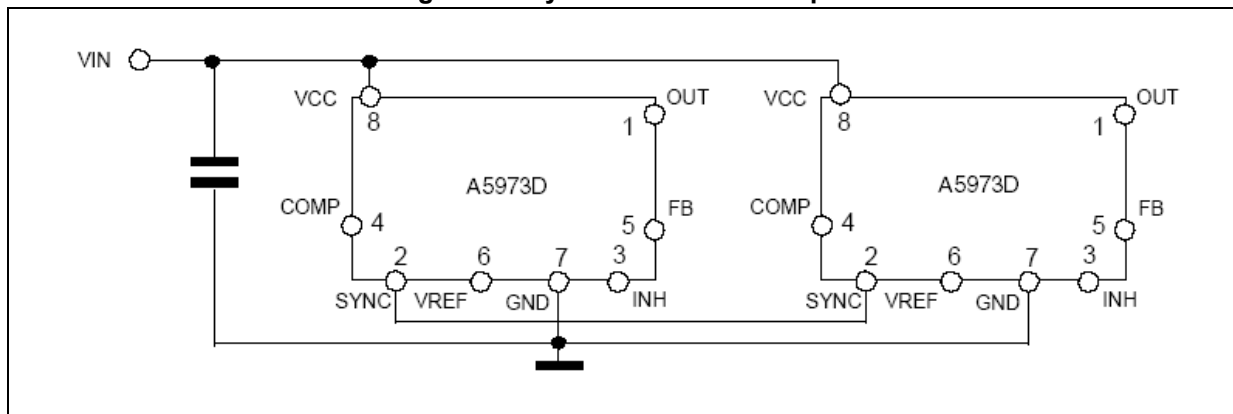 VIN
VCC
8
OUT
1
A5973D
COMP
4
FB
5
2
6
7
3
SYNC
VREF
GND
INH
VCC
8
OUT
1
A5973D
COMP
4
FB
5
2
6
7
3
SYNC
VREF
GND
INH